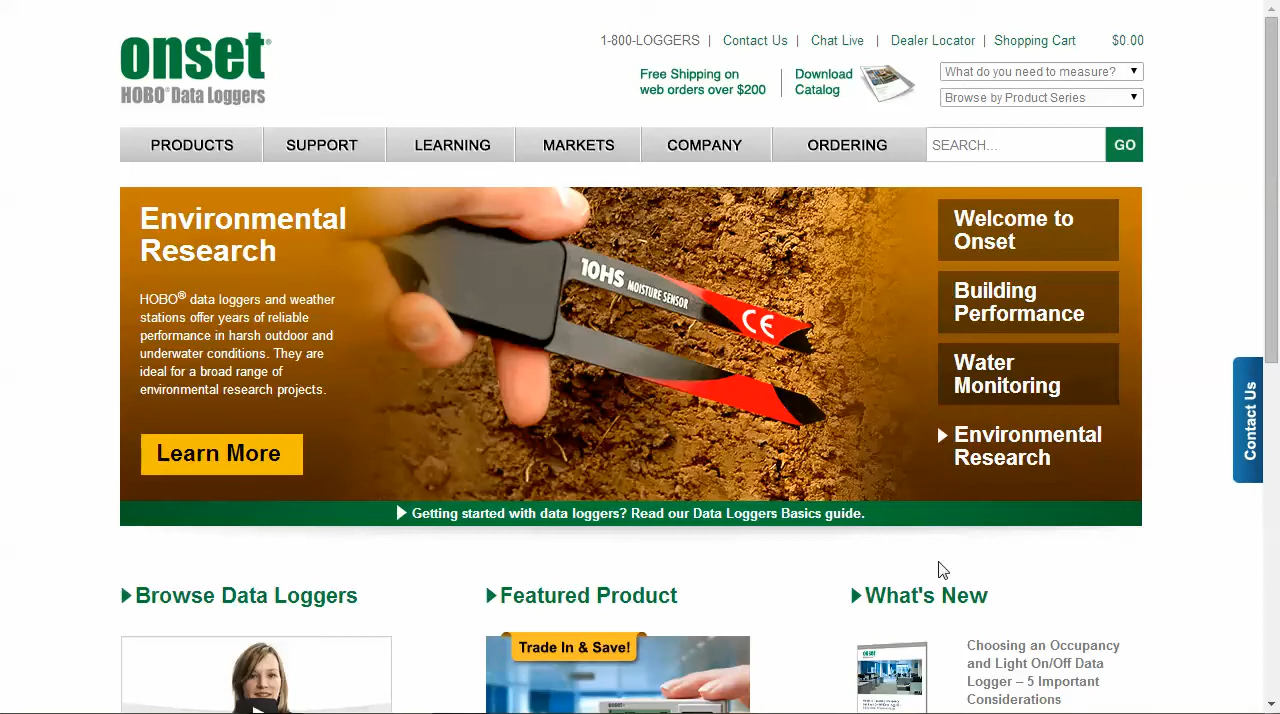 onset®
HOBO® Data Loggers
1-800-LOGGERS | Contact Us | Chat Live | Dealer Locator | Shopping Cart $0.00
Free Shipping on
web orders over $200
Download
Catalog
What do you need to measure?
Browse by Product Series
PRODUCTS SUPPORT LEARNING MARKETS COMPANY ORDERING SEARCH... GO
Environmental
Research
HOBO® data loggers and weather
stations offer years of reliable
performance in harsh outdoor and
underwater conditions. They are
ideal for a broad range of
environmental research projects.
Learn More
10HS MOISTURE SENSOR
CE
Welcome to
Onset
Building
Performance
Water
Monitoring
Environmental
Research
Contact Us
Getting started with data loggers? Read our Data Loggers Basics guide.
Browse Data Loggers
Featured Product
Trade In & Save!
onset
What's New
onset
Choosing an Occupancy
and Light On/Off Data
Logger – 5 Important
Considerations